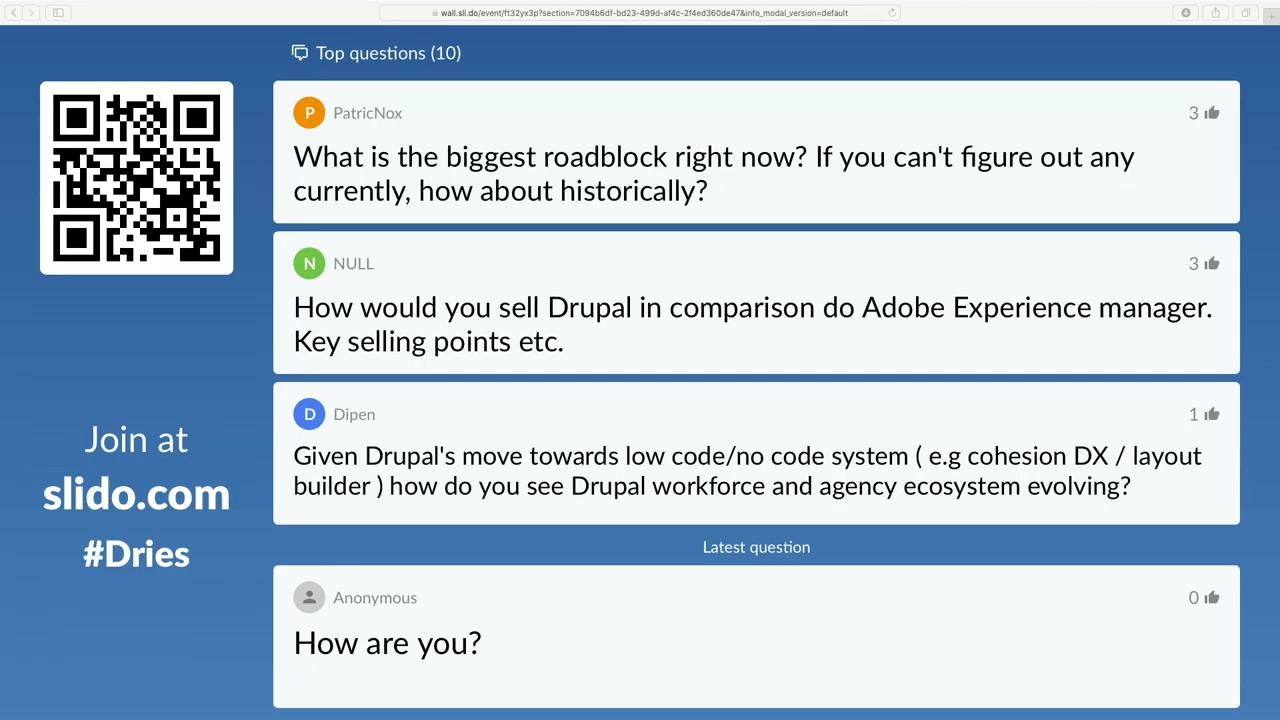 wall.sli.do/event/ft32yx3p?section=7094b6df-bd23-499d-af4c-2f4ed360de47&info_modal_version=default
Top questions (10)
P PatricNox 3
What is the biggest roadblock right now? If you can't figure out any
currently, how about historically?
N NULL 3
How would you sell Drupal in comparison do Adobe Experience manager.
Key selling points etc.
D Dipen 1
Given Drupal's move towards low code/no code system ( e.g cohesion DX / layout
builder ) how do you see Drupal workforce and agency ecosystem evolving?
Latest question
Anonymous 0
How are you?
Join at
slido.com
#Dries